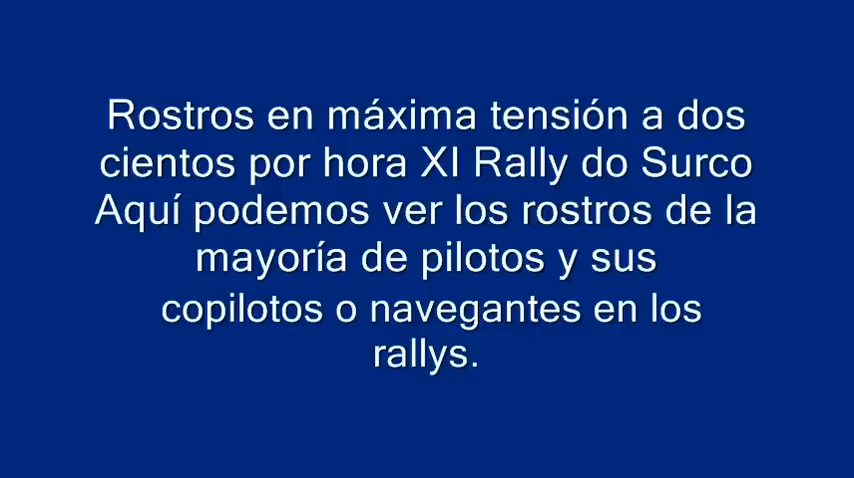 Rostros en máxima tensión a dos
cientos por hora XI Rally do Surco
Aquí podemos ver los rostros de la
mayoría de pilotos y sus
copilotos o navegantes en los
rallys.